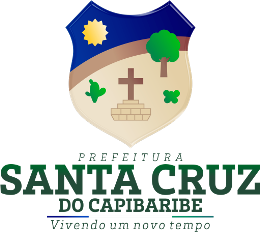 PREFEITURA
SANTA CRUZ
DO CAPIBARIBE
Vivendo um novo tempo